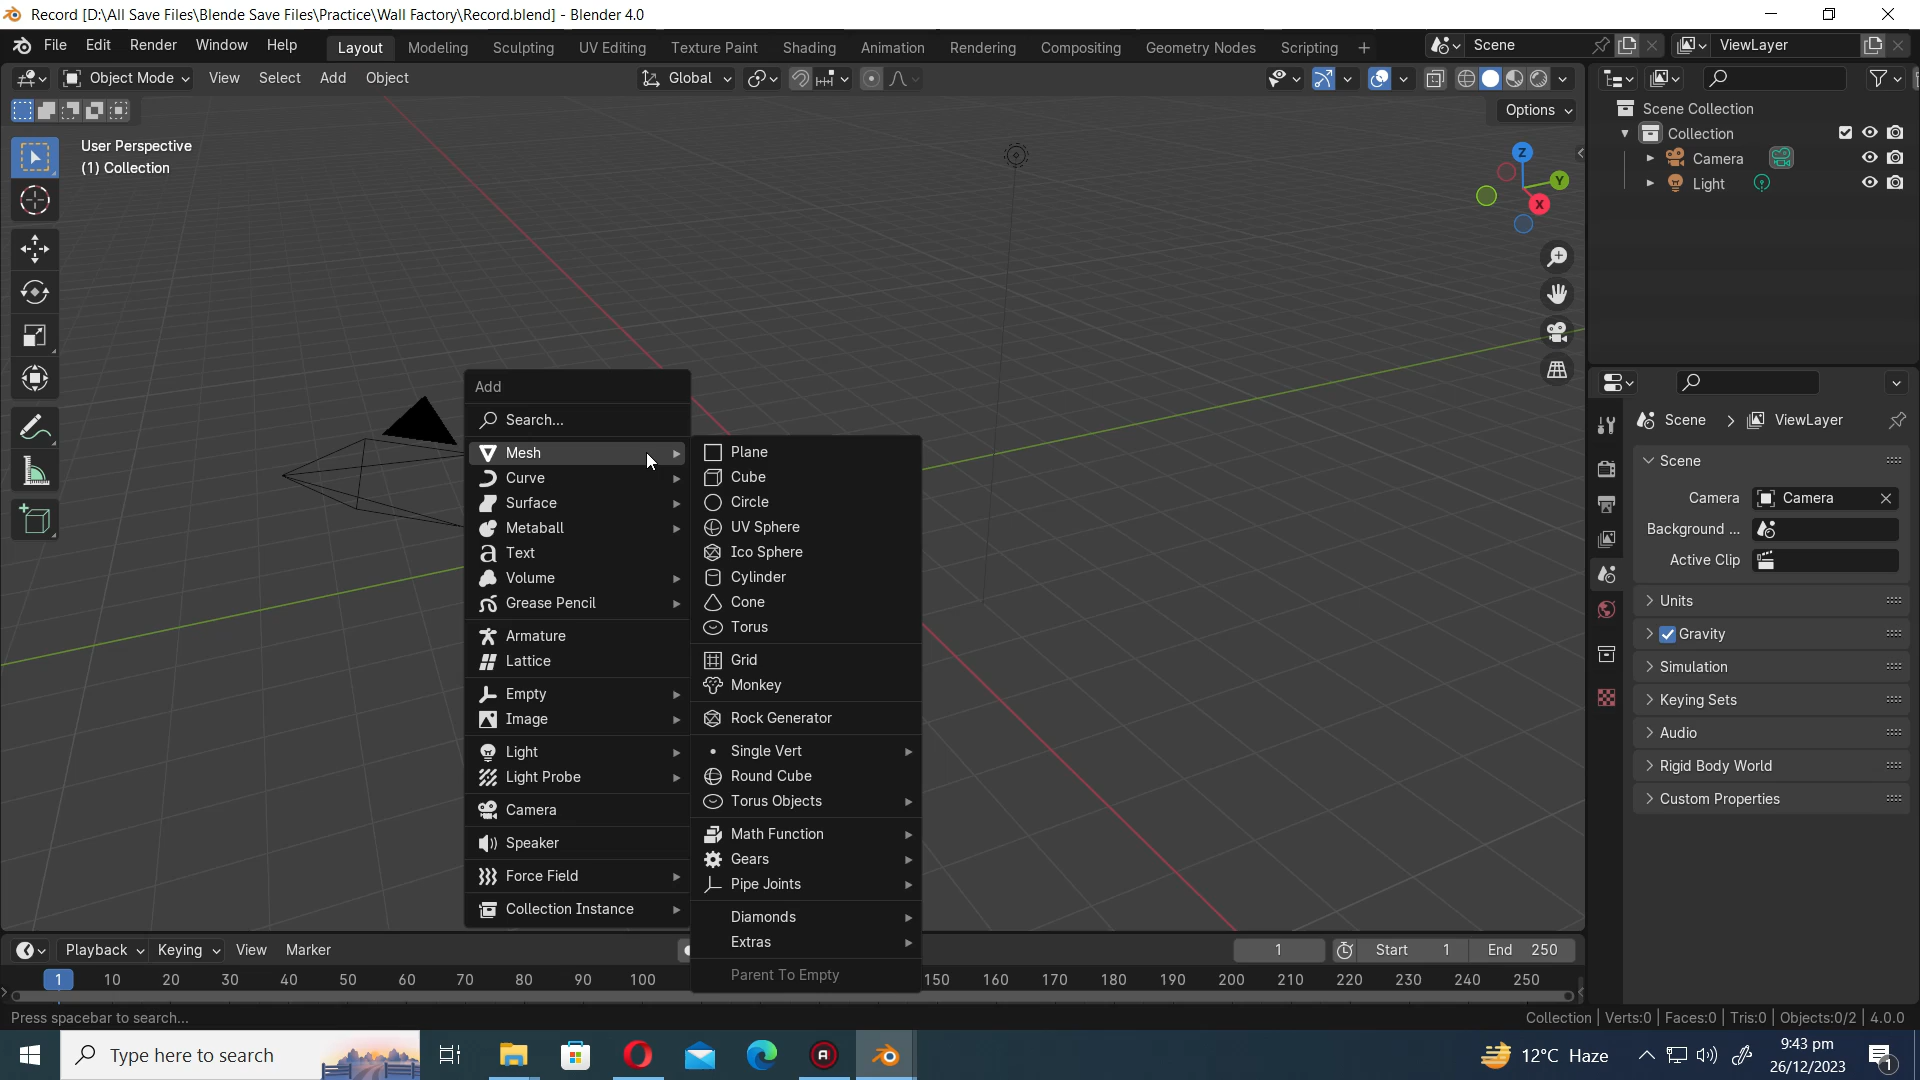 Record [D:\All Save Files\Blende Save Files\Practice\Wall Factory\Record.blend] - Blender 4.0
File Edit Render Window Help Layout Modeling Sculpting UV Editing Texture Paint Shading Animation Rendering Compositing Geometry Nodes Scripting + Scene ViewLayer
Object Mode View Select Add Object Global
Options
User Perspective
(1) Collection
Z
Y
X
Scene Collection
Collection
Camera
Light
Add
Search...
Mesh
Curve
Surface
Metaball
Text
Volume
Grease Pencil
Armature
Lattice
Empty
Image
Light
Light Probe
Camera
Speaker
Force Field
Collection Instance
Plane
Cube
Circle
UV Sphere
Ico Sphere
Cylinder
Cone
Torus
Grid
Monkey
Rock Generator
Single Vert
Round Cube
Torus Objects
Math Function
Gears
Pipe Joints
Diamonds
Extras
Parent To Empty
Scene > ViewLayer
Scene
Camera Camera
Background ...
Active Clip
Units
Gravity
Simulation
Keying Sets
Audio
Rigid Body World
Custom Properties
Playback Keying View Marker 1 Start 1 End 250
1 10 20 30 40 50 60 70 80 90 100 150 160 170 180 190 200 210 220 230 240 250
Press spacebar to search... Collection | Verts:0 | Faces:0 | Tris:0 | Objects:0/2 | 4.0.0
Type here to search 12°C Haze 9:43 pm
26/12/2023 1